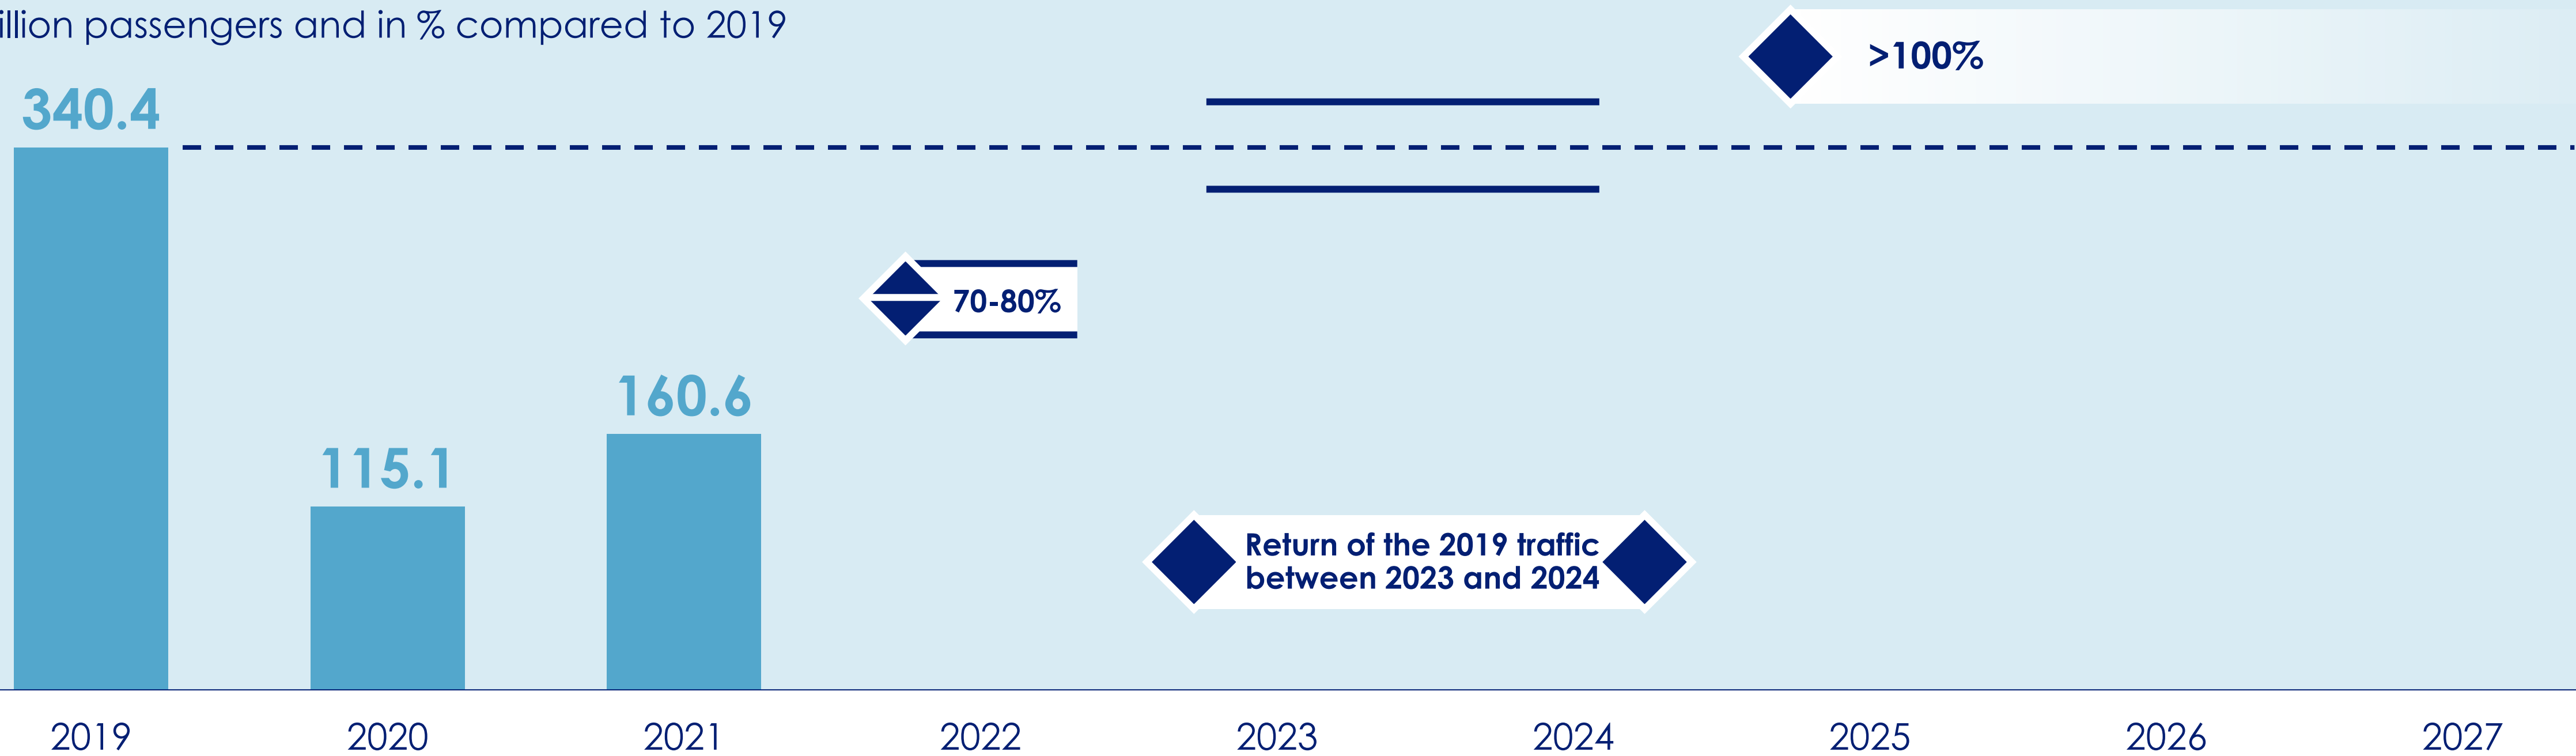 illion passengers and in % compared to 2019
>100%
340.4
70-80%
160.6
115.1
Return of the 2019 traffic
between 2023 and 2024
2019 2020 2021 2022 2023 2024 2025 2026 2027